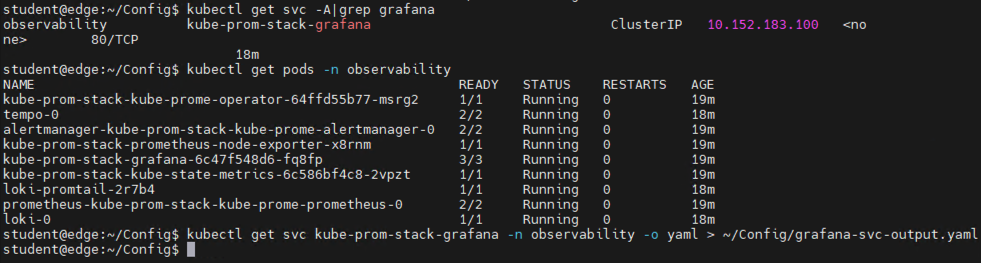 student@edge:~/Config$ kubectl get svc -A|grep grafana
observability kube-prom-stack-grafana ClusterIP 10.152.183.100 <no
ne> 80/TCP
18m
student@edge:~/Config$ kubectl get pods -n observability
NAME READY STATUS RESTARTS AGE
kube-prom-stack-kube-prome-operator-64ffd55b77-msrg2 1/1 Running 0 19m
tempo-0 2/2 Running 0 18m
alertmanager-kube-prom-stack-kube-prome-alertmanager-0 2/2 Running 0 19m
kube-prom-stack-prometheus-node-exporter-x8rnm 1/1 Running 0 19m
kube-prom-stack-grafana-6c47f548d6-fq8fp 3/3 Running 0 19m
kube-prom-stack-kube-state-metrics-6c586bf4c8-2vpzt 1/1 Running 0 19m
loki-promtail-2r7b4 1/1 Running 0 18m
prometheus-kube-prom-stack-kube-prome-prometheus-0 2/2 Running 0 19m
loki-0 1/1 Running 0 18m
student@edge:~/Config$ kubectl get svc kube-prom-stack-grafana -n observability -o yaml > ~/Config/grafana-svc-output.yaml
student@edge:~/Config$